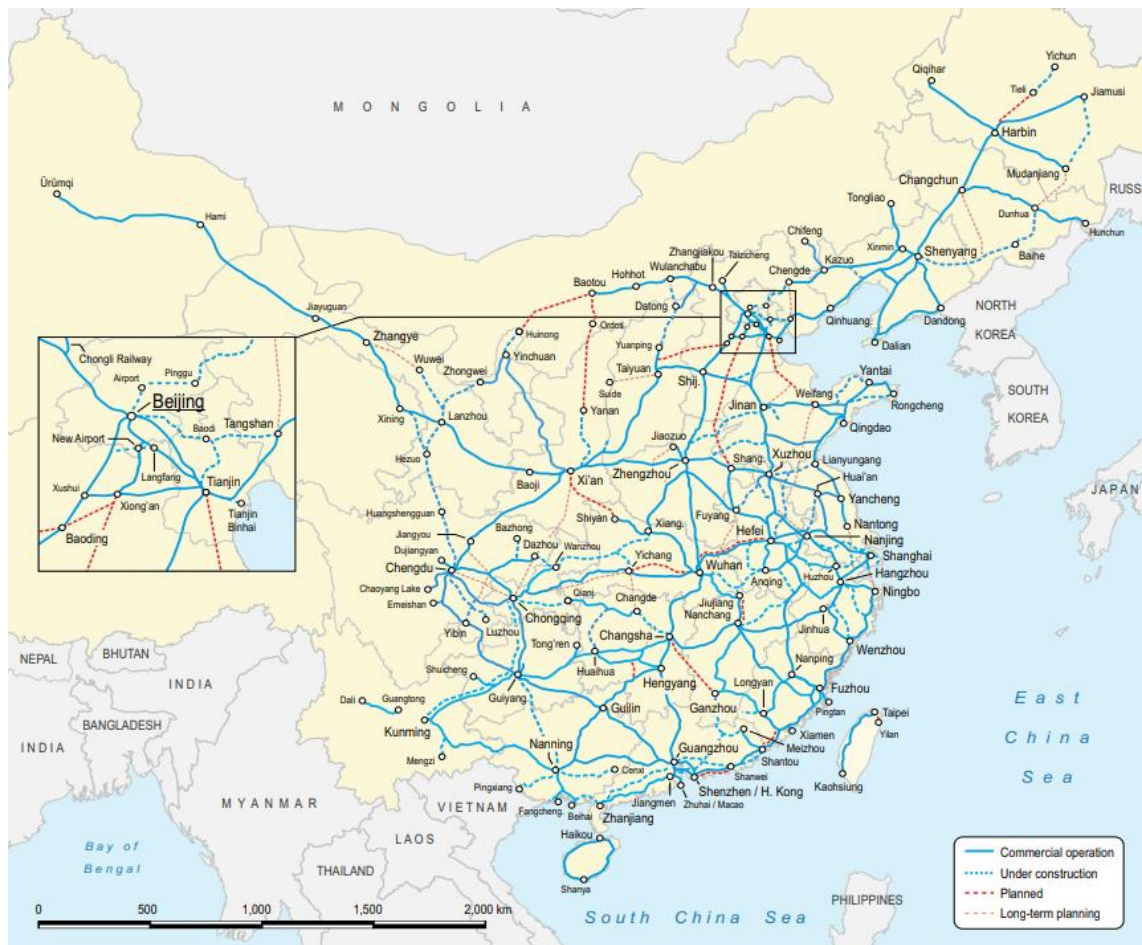 Yichun
Qiqihar
Tieli
Jiamusi
MONGOLIA
Harbin
Mudanjiang
Changchun
RUSS
Ürümqi
Hami
Tongliao
Dunhua
Hunchun
Chifeng
Xinmin
Shenyang
Baihe
Zhangjiakou
Taizicheng
Wulanchabu
Hohhot
Baotou
Chengde
Kazuo
Jiayuguan
Datong
Qinhuang.
Dandong
NORTH
KOREA
Zhangye
Huinong
Ordos
Dalian
Wuwei
Yinchuan
Yuanping
Taiyuan
Shij.
Yantai
Zhongwei
Suide
Weifang
Rongcheng
SOUTH
KOREA
Xining
Lanzhou
Yanan
Jinan
Qingdao
Jiaozuo
Xuzhou
Hezuo
Zhengzhou
Shang.
Lianyungang
Baoji
Xi'an
Huai'an
JAPAN
Yancheng
Huangshengguan
Shiyan
Xiang.
Fuyang
Hefei
Nantong
Jiangyou
Bazhong
Nanjing
Dujiangyan
Dazhou
Wanzhou
Yichang
Wuhan
Shanghai
Chengdu
Anqing
Huzhou
Hangzhou
Chaoyang Lake
Qianj.
Changde
Jiujiang
Ningbo
Emeishan
Chongqing
Nanchang
Yibin
Luzhou
Changsha
Jinhua
Tong'ren
Wenzhou
Shuicheng
Huaihua
Nanping
Hengyang
Longyan
Dali
Guangtong
Guiyang
Ganzhou
Fuzhou
Pingtan
Kunming
Guilin
Taipei
Xiamen
Yilan
Mengzi
Nanning
Guangzhou
Meizhou
Shantou
Cenxi
Shanwei
Kaohsiung
Pingxiang
Shenzhen / H. Kong
Fangcheng.
Beihai
Jiangmen
Zhuhai / Macao
Zhanjiang
Haikou
Shanya
Chongli Railway
Airport
Pinggu
Beijing
Baodi
Tangshan
New Airport
Langfang
Tianjin
Xushui
Xiong'an
Tianjin
Binhai
Baoding
NEPAL
BHUTAN
INDIA
BANGLADESH
INDIA
MYANMAR
VIETNAM
LAOS
THAILAND
PHILIPPINES
East
China
Sea
Bay of
Bengal
South China Sea
0
500
1,000
1,500
2,000 km
Commercial operation
Under construction
Planned
Long-term planning